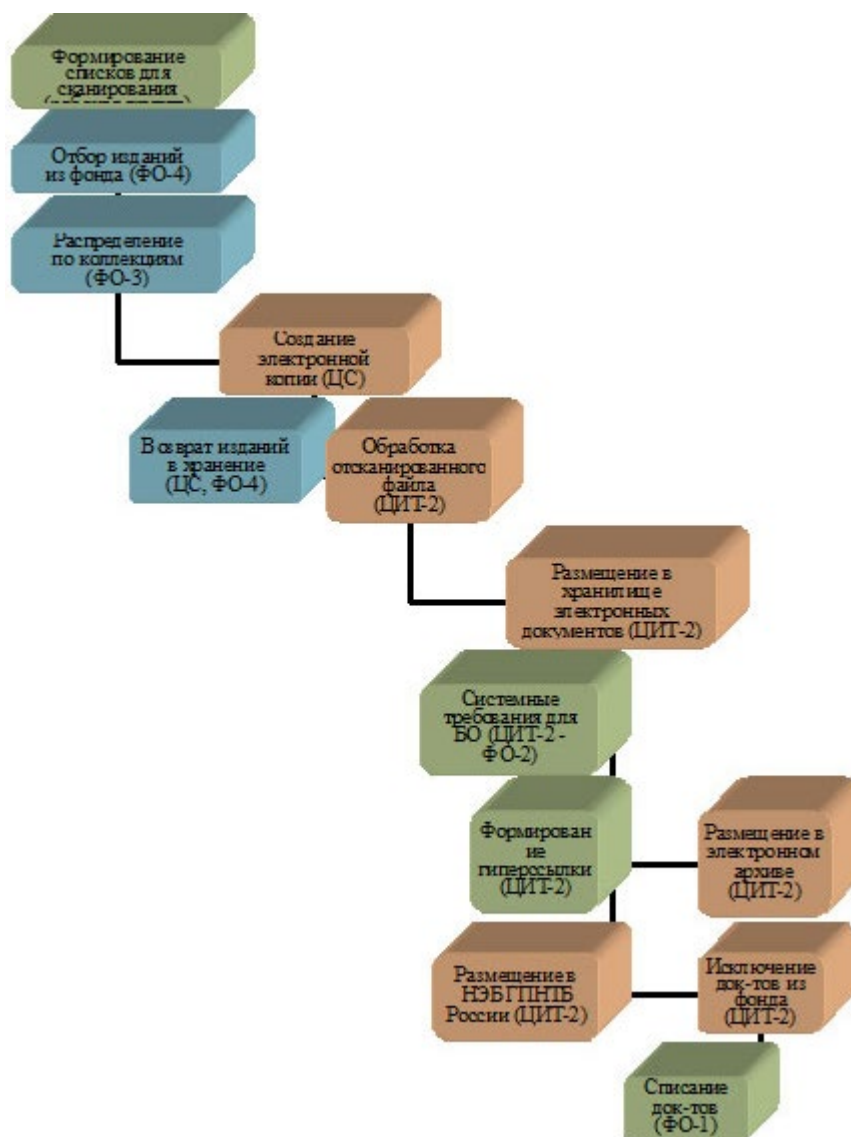 Формирование
списков для
сканирования
Отбор изданий
из фонда (ФО-4)
Распределение
по коллекциям
(ФО-3)
Создание
электронной
копии (ЦС)
Возврат изданий
в хранение
(ЦС, ФО-4)
Обработка
отсканированного
файла
(ЦИТ-2)
Размещение в
хранилище
электронных
документов (ЦИТ-2)
Системные
требования для
БО (ЦИТ-2 -
ФО-2)
Формирован
ие
гиперссылки
(ЦИТ-2)
Размещение в
электронном
архиве
(ЦИТ-2)
Размещение в
НЭБ ГПНТБ
России (ЦИТ-2)
Исключение
док-тов из
фонда
(ЦИТ-2)
Списание
док-тов
(ФО-1)